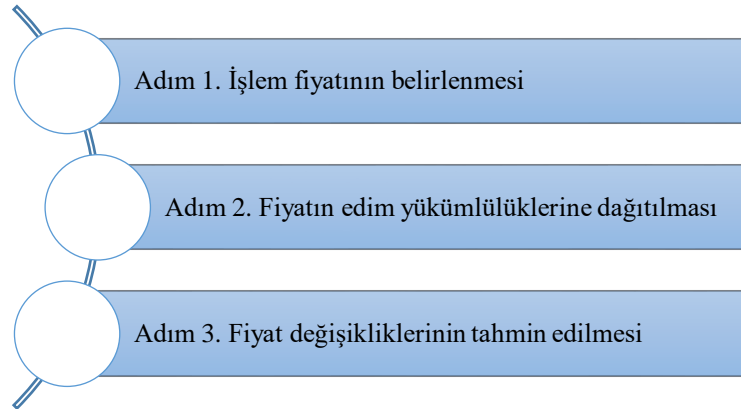 Adım 1. İşlem fiyatının belirlenmesi
Adım 2. Fiyatın edim yükümlülüklerine dağıtılması
Adım 3. Fiyat değişikliklerinin tahmin edilmesi